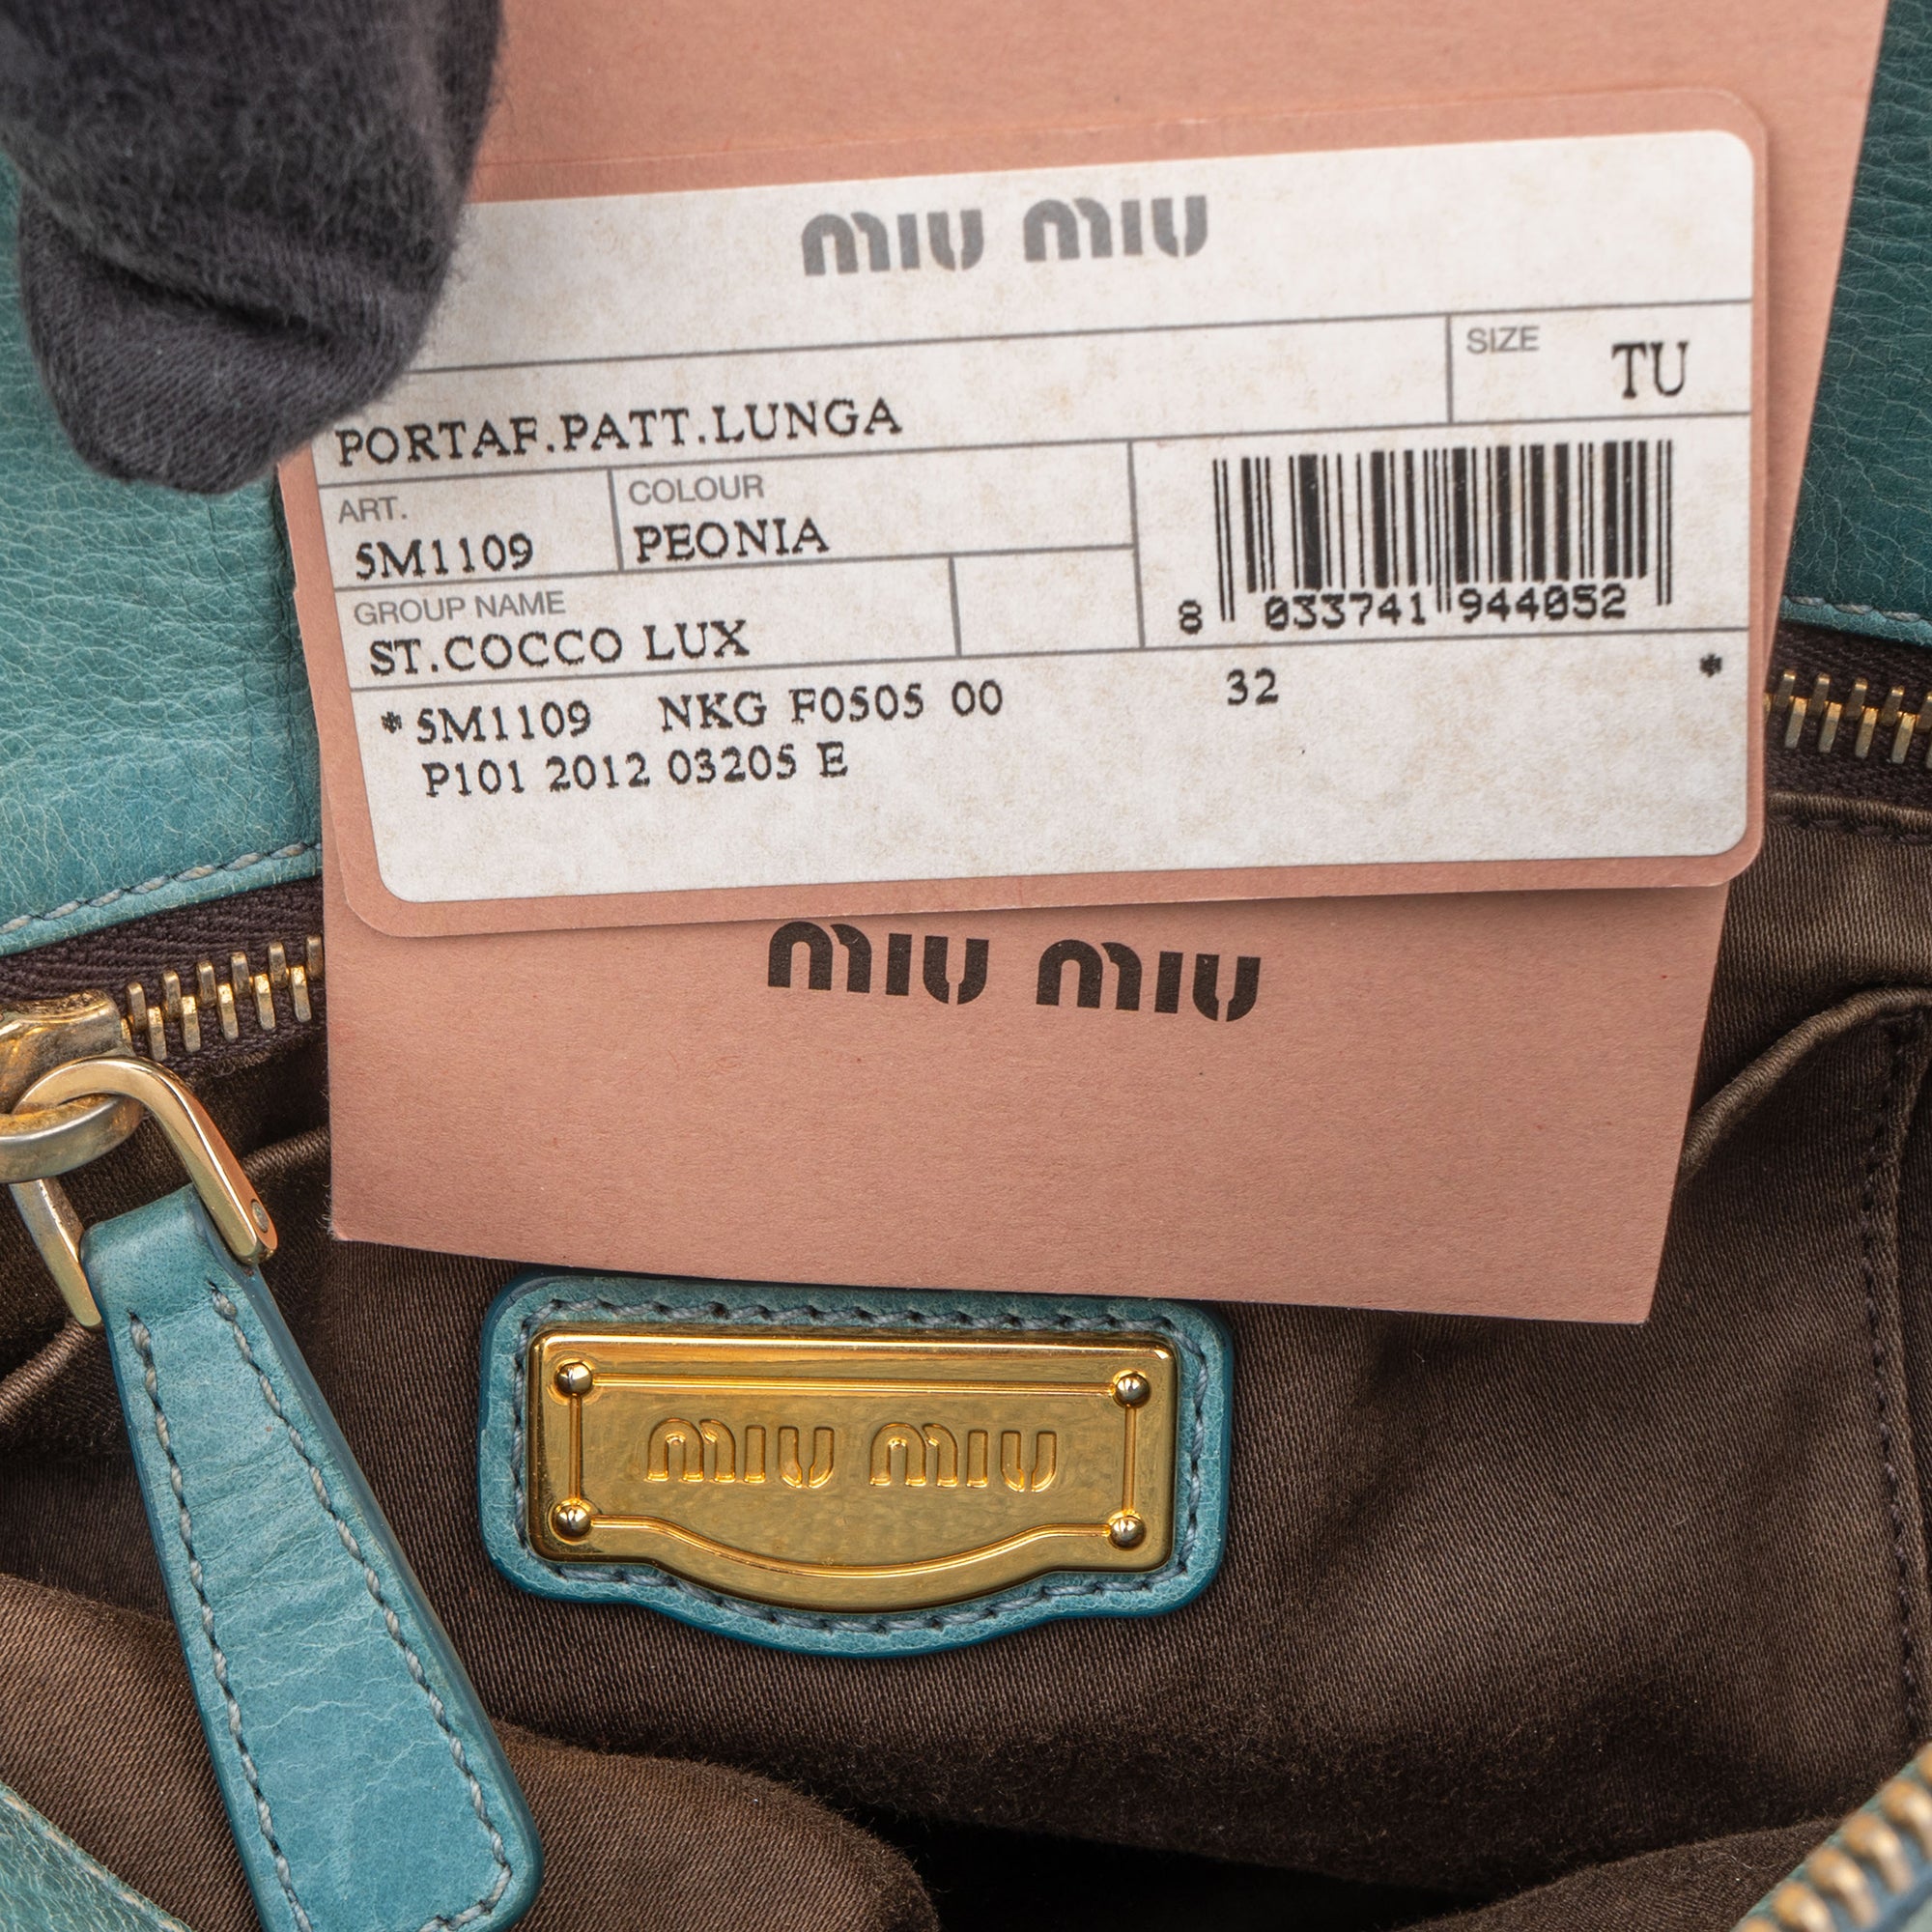 miu miu
SIZE TU
PORTAF.PATT.LUNGA
ART. COLOUR
5M1109 PEONIA
GROUP NAME
ST.COCCO LUX
8 033741 944052
*5M1109 NKG F0505 00 32 *
P101 2012 03205 E
miu miu
miu miu